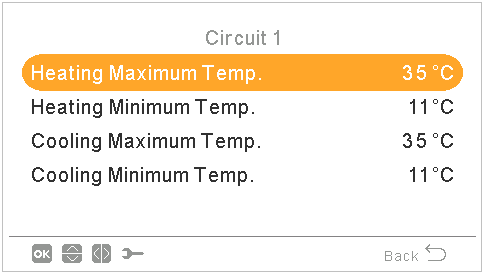 Circuit 1
Heating Maximum Temp. 35°C
Heating Minimum Temp. 11°C
Cooling Maximum Temp. 35°C
Cooling Minimum Temp. 11°C
OK Back